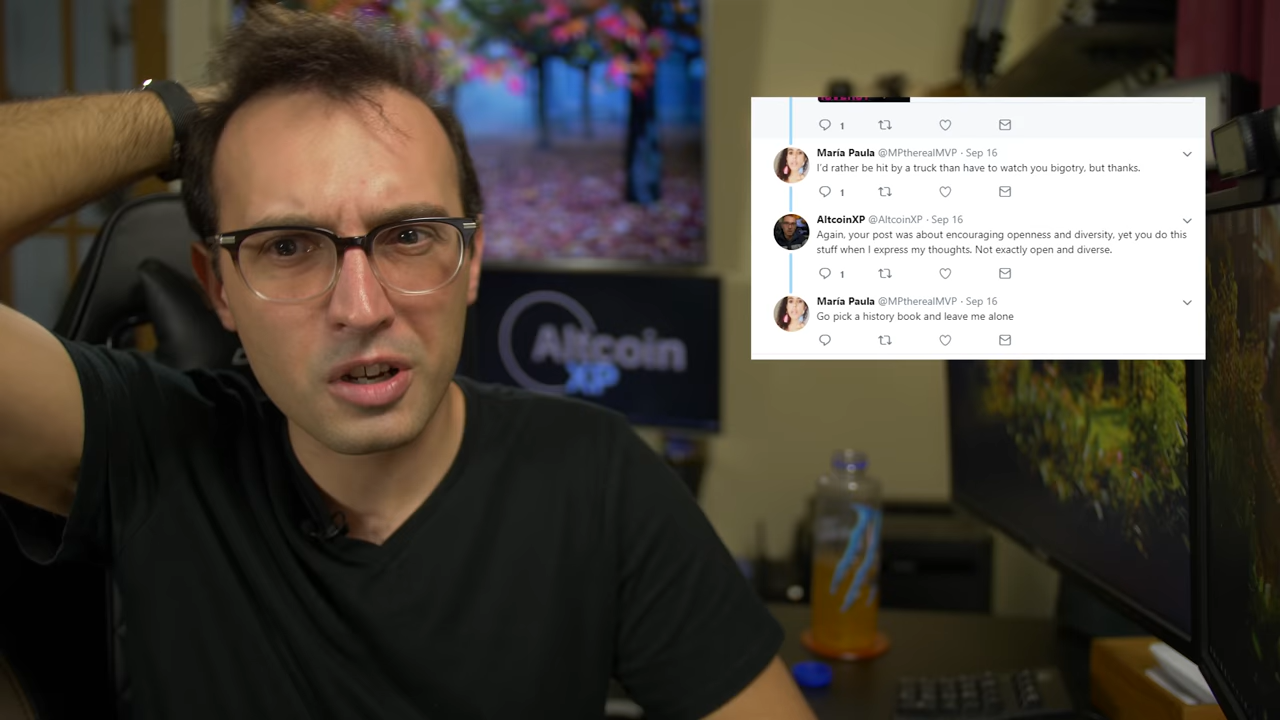 1
María Paula @MPtherealMVP · Sep 16
I'd rather be hit by a truck than have to watch you bigotry, but thanks.
1
AltcoinXP @AltcoinXP · Sep 16
Again, your post was about encouraging openness and diversity, yet you do this
stuff when I express my thoughts. Not exactly open and diverse.
1
María Paula @MPtherealMVP · Sep 16
Go pick a history book and leave me alone
Altcoin
XP